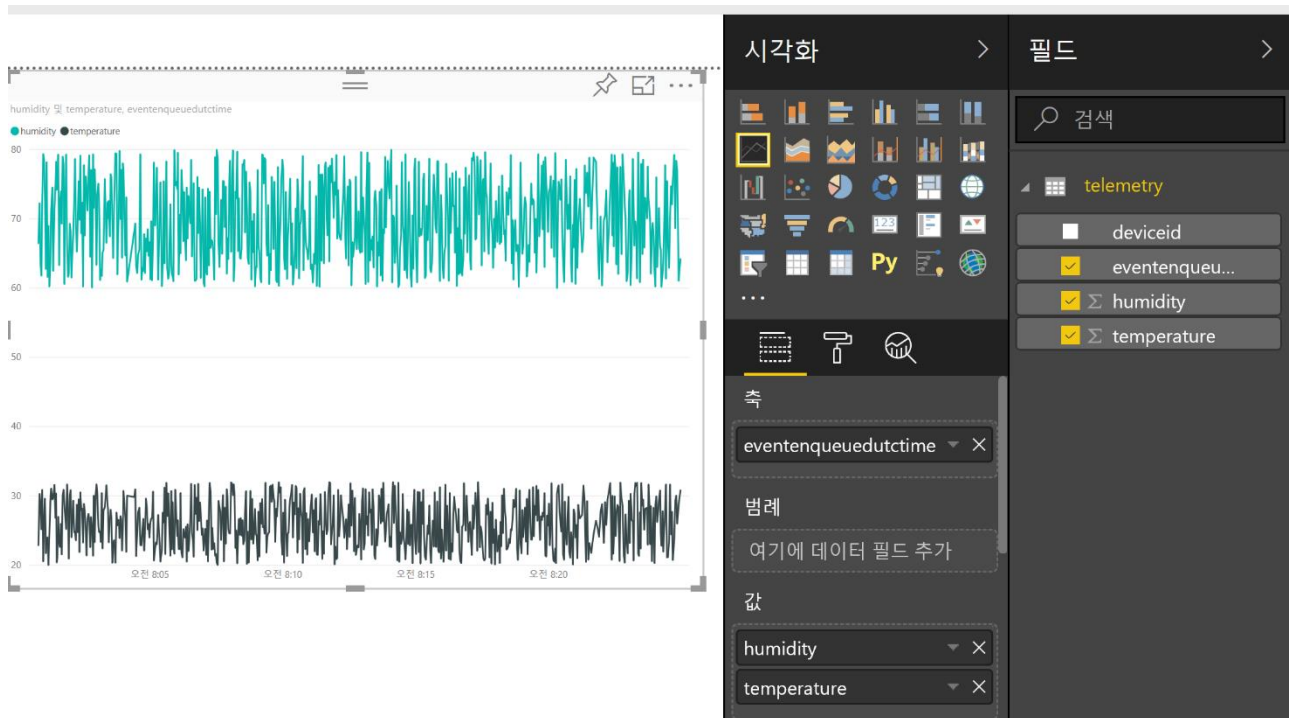 humidity 및 temperature, eventenqueuedutctime
humidity temperature
80
70
60
50
40
30
20
오전 8:05 오전 8:10 오전 8:15 오전 8:20
시각화
123
Py
축
eventenqueuedutctime
범례
여기에 데이터 필드 추가
값
humidity
temperature
필드
검색
telemetry
deviceid
eventenqueu...
humidity
temperature